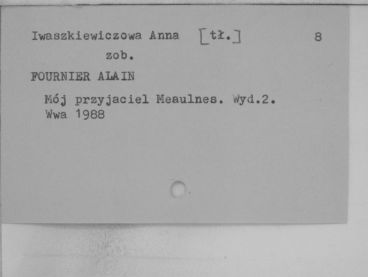 Iwaszkiewiczowa Anna [tł.] 8
zob.
FOURNIER ALAIN
Mój przyjaciel Meaulnes. Wyd.2.
Wwa 1988